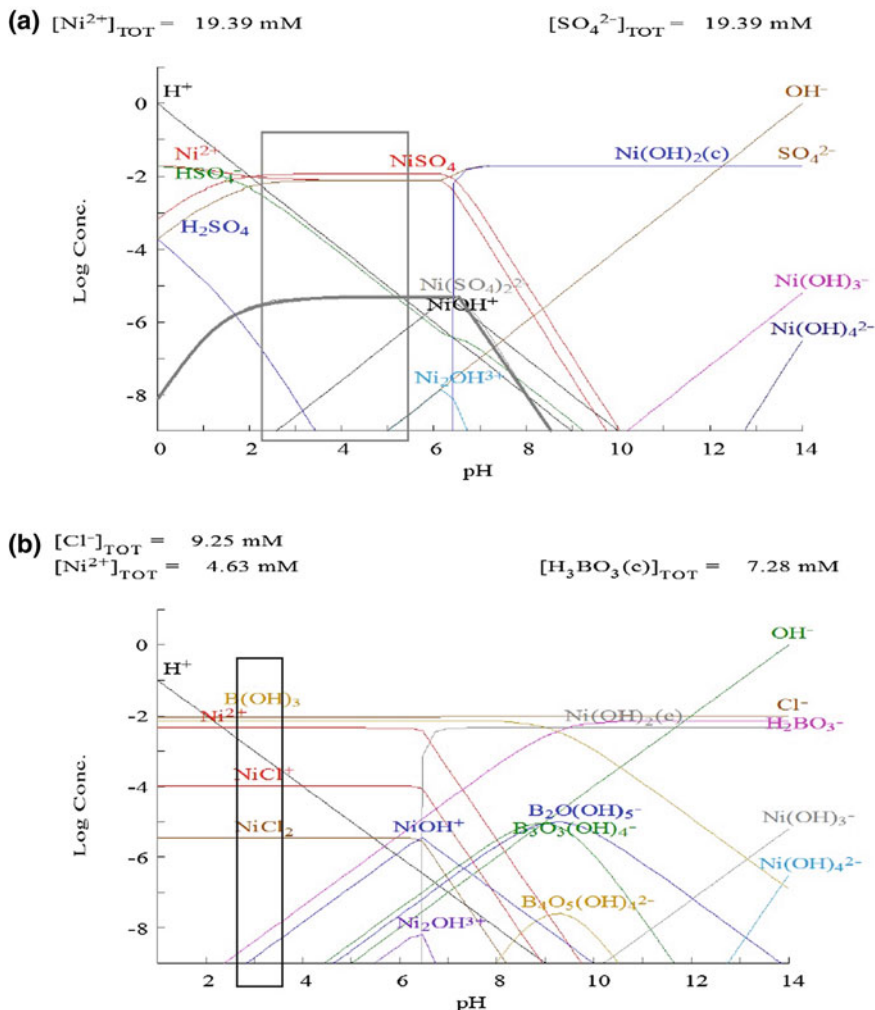 (a) [Ni²⁺]TOT = 19.39 mM [SO₄²⁻]TOT = 19.39 mM
H⁺ OH⁻
Ni²⁺ NiSO₄ Ni(OH)₂(c) SO₄²⁻
HSO₄⁻
H₂SO₄
Ni(SO₄)₂²⁻ Ni(OH)₃⁻
NiOH⁺
Ni(OH)₄²⁻
Ni₂OH³⁺
Log Conc.
0
-2
-4
-6
-8
0 2 4 6 8 10 12 14
pH
(b) [Cl⁻]TOT = 9.25 mM
[Ni²⁺]TOT = 4.63 mM [H₃BO₃(c)]TOT = 7.28 mM
OH⁻
H⁺
B(OH)₃ Cl⁻
Ni²⁺ Ni(OH)₂(c)
H₂BO₃⁻
NiCl⁺
B₂O(OH)₅⁻
NiCl₂ NiOH⁺ B₃O₃(OH)₄⁻
Ni(OH)₃⁻
Ni(OH)₄²⁻
B₄O₅(OH)₄²⁻
Ni₂OH³⁺
Log Conc.
0
-2
-4
-6
-8
2 4 6 8 10 12 14
pH